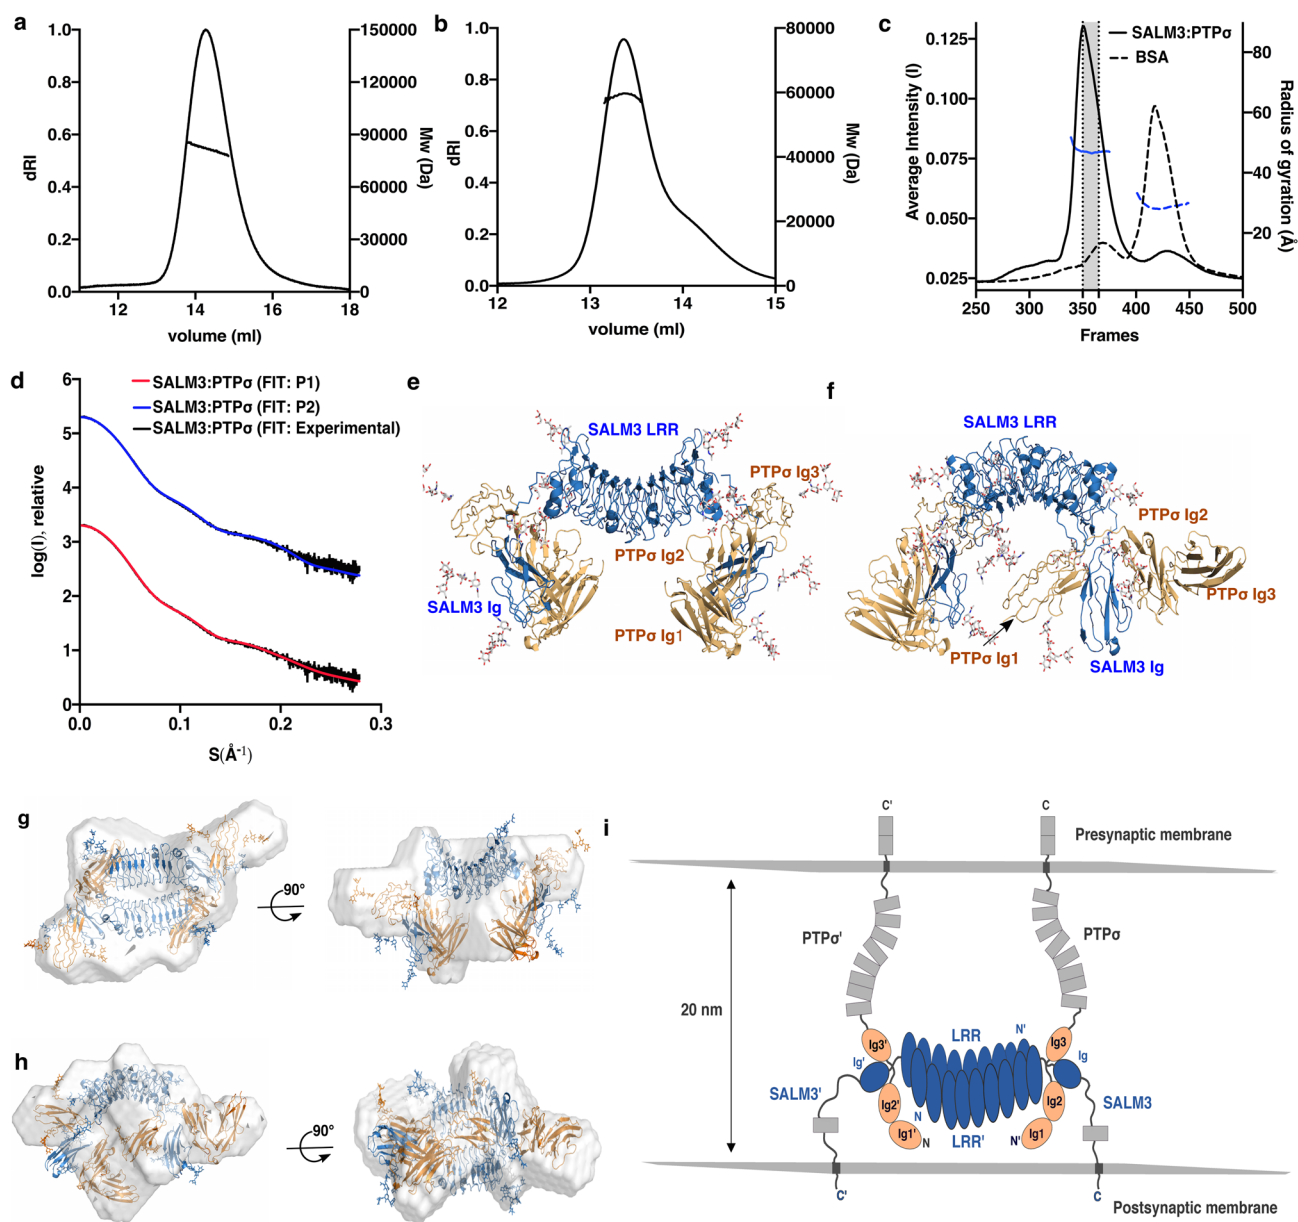 a
1.0
0.8
0.6
0.4
0.2
0.0
dRI
12
14
16
18
volume (ml)
150000
120000
90000
60000
30000
0
Mw (Da)
b
1.0
0.8
0.6
0.4
0.2
0.0
dRI
12
13
14
15
volume (ml)
80000
60000
40000
20000
0
Mw (Da)
c
SALM3:PTPσ
BSA
0.125
0.100
0.075
0.050
0.025
Average Intensity (I)
250
300
350
400
450
500
Frames
80
60
40
20
Radius of gyration (Å)
d
SALM3:PTPσ (FIT: P1)
SALM3:PTPσ (FIT: P2)
SALM3:PTPσ (FIT: Experimental)
6
5
4
3
2
1
0
log(I), relative
0.0
0.1
0.2
0.3
S(Å-1)
e
SALM3 LRR
PTPσ Ig3
PTPσ Ig2
SALM3 Ig
PTPσ Ig1
f
SALM3 LRR
PTPσ Ig2
PTPσ Ig3
PTPσ Ig1
SALM3 Ig
g
90°
h
90°
i
C'
C
Presynaptic membrane
PTPσ'
PTPσ
20 nm
LRR
N'
Ig3'
Ig3
Ig'
Ig
SALM3'
SALM3
Ig2'
Ig2
N
Ig1'
N
LRR'
N'
Ig1
C'
C
Postsynaptic membrane